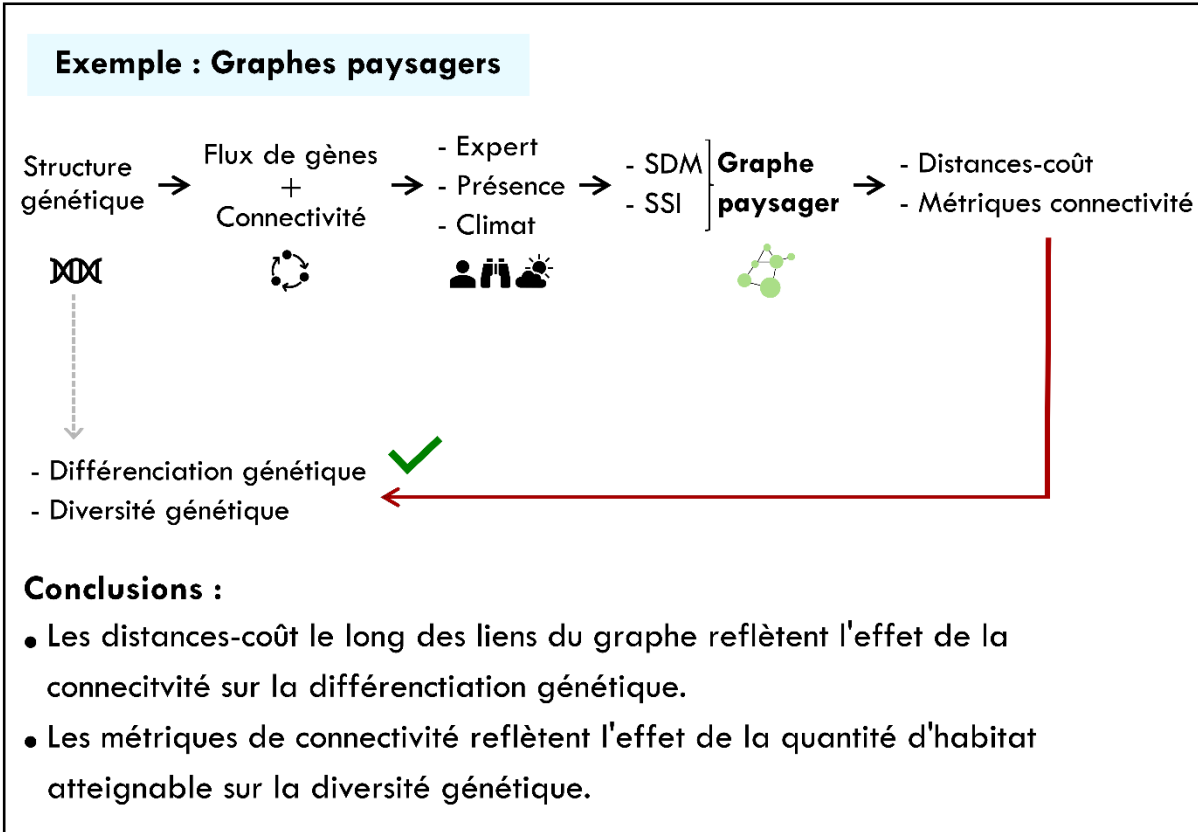 Exemple : Graphes paysagers
Structure
génétique
Flux de gènes
+
Connectivité
- Expert
- Présence
- Climat
- SDM
- SSI
Graphe
paysager
- Distances-coût
- Métriques connectivité
- Différenciation génétique
- Diversité génétique
Conclusions :
• Les distances-coût le long des liens du graphe reflètent l'effet de la
connecitvité sur la différenctiation génétique.
• Les métriques de connectivité reflètent l'effet de la quantité d'habitat
atteignable sur la diversité génétique.